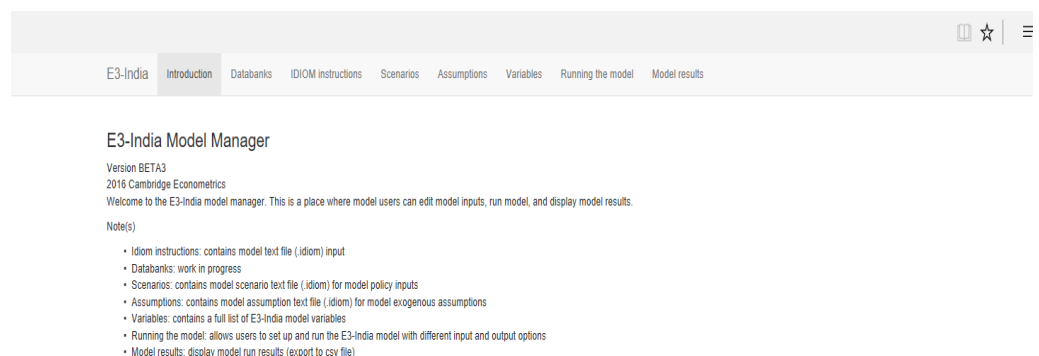 E3-India Introduction Databanks IDIOM instructions Scenarios Assumptions Variables Running the model Model results
E3-India Model Manager
Version BETA3
2016 Cambridge Econometrics
Welcome to the E3-India model manager. This is a place where model users can edit model inputs, run model, and display model results.
Note(s)
• Idiom instructions: contains model text file (.idiom) input
• Databanks: work in progress
• Scenarios: contains model scenario text file (.idiom) for model policy inputs
• Assumptions: contains model assumption text file (.idiom) for model exogenous assumptions
• Variables: contains a full list of E3-India model variables
• Running the model: allows users to set up and run the E3-India model with different input and output options
• Model results: display model run results (export to csv file)